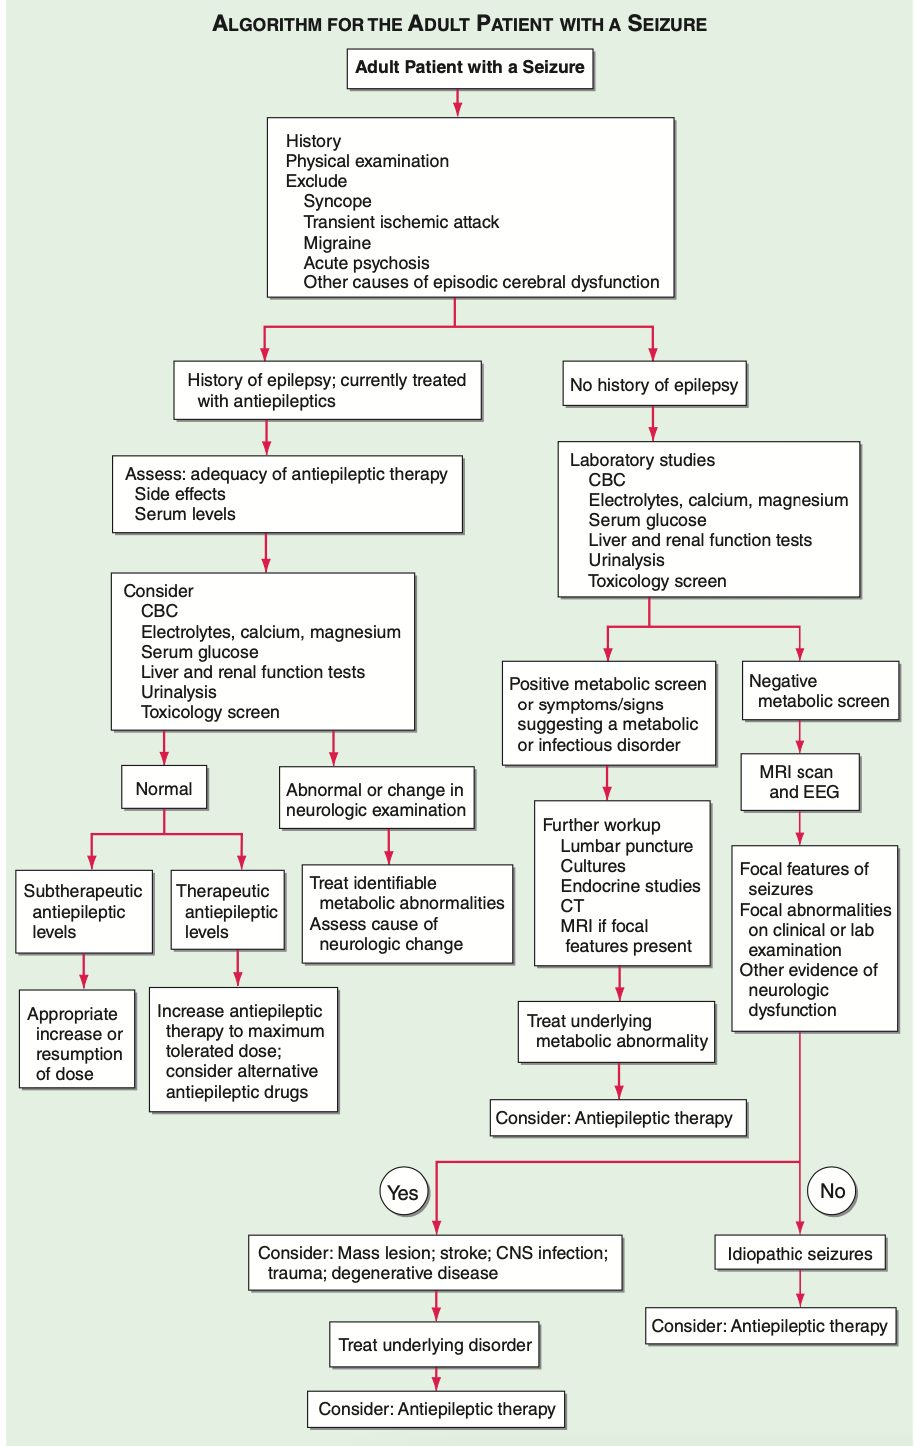 ALGORITHM FOR THE ADULT PATIENT WITH A SEIZURE
Adult Patient with a Seizure
History
Physical examination
Exclude
Syncope
Transient ischemic attack
Migraine
Acute psychosis
Other causes of episodic cerebral dysfunction
History of epilepsy; currently treated
with antiepileptics
Assess: adequacy of antiepileptic therapy
Side effects
Serum levels
Consider
CBC
Electrolytes, calcium, magnesium
Serum glucose
Liver and renal function tests
Urinalysis
Toxicology screen
Normal
Subtherapeutic
antiepileptic
levels
Appropriate
increase or
resumption
of dose
Therapeutic
antiepileptic
levels
Increase antiepileptic
therapy to maximum
tolerated dose;
consider alternative
antiepileptic drugs
Abnormal or change in
neurologic examination
Treat identifiable
metabolic abnormalities
Assess cause of
neurologic change
No history of epilepsy
Laboratory studies
CBC
Electrolytes, calcium, magnesium
Serum glucose
Liver and renal function tests
Urinalysis
Toxicology screen
Positive metabolic screen
or symptoms/signs
suggesting a metabolic
or infectious disorder
Further workup
Lumbar puncture
Cultures
Endocrine studies
CT
MRI if focal
features present
Treat underlying
metabolic abnormality
Consider: Antiepileptic therapy
Negative
metabolic screen
MRI scan
and EEG
Focal features of
seizures
Focal abnormalities
on clinical or lab
examination
Other evidence of
neurologic
dysfunction
Yes
Consider: Mass lesion; stroke; CNS infection;
trauma; degenerative disease
Treat underlying disorder
Consider: Antiepileptic therapy
No
Idiopathic seizures
Consider: Antiepileptic therapy